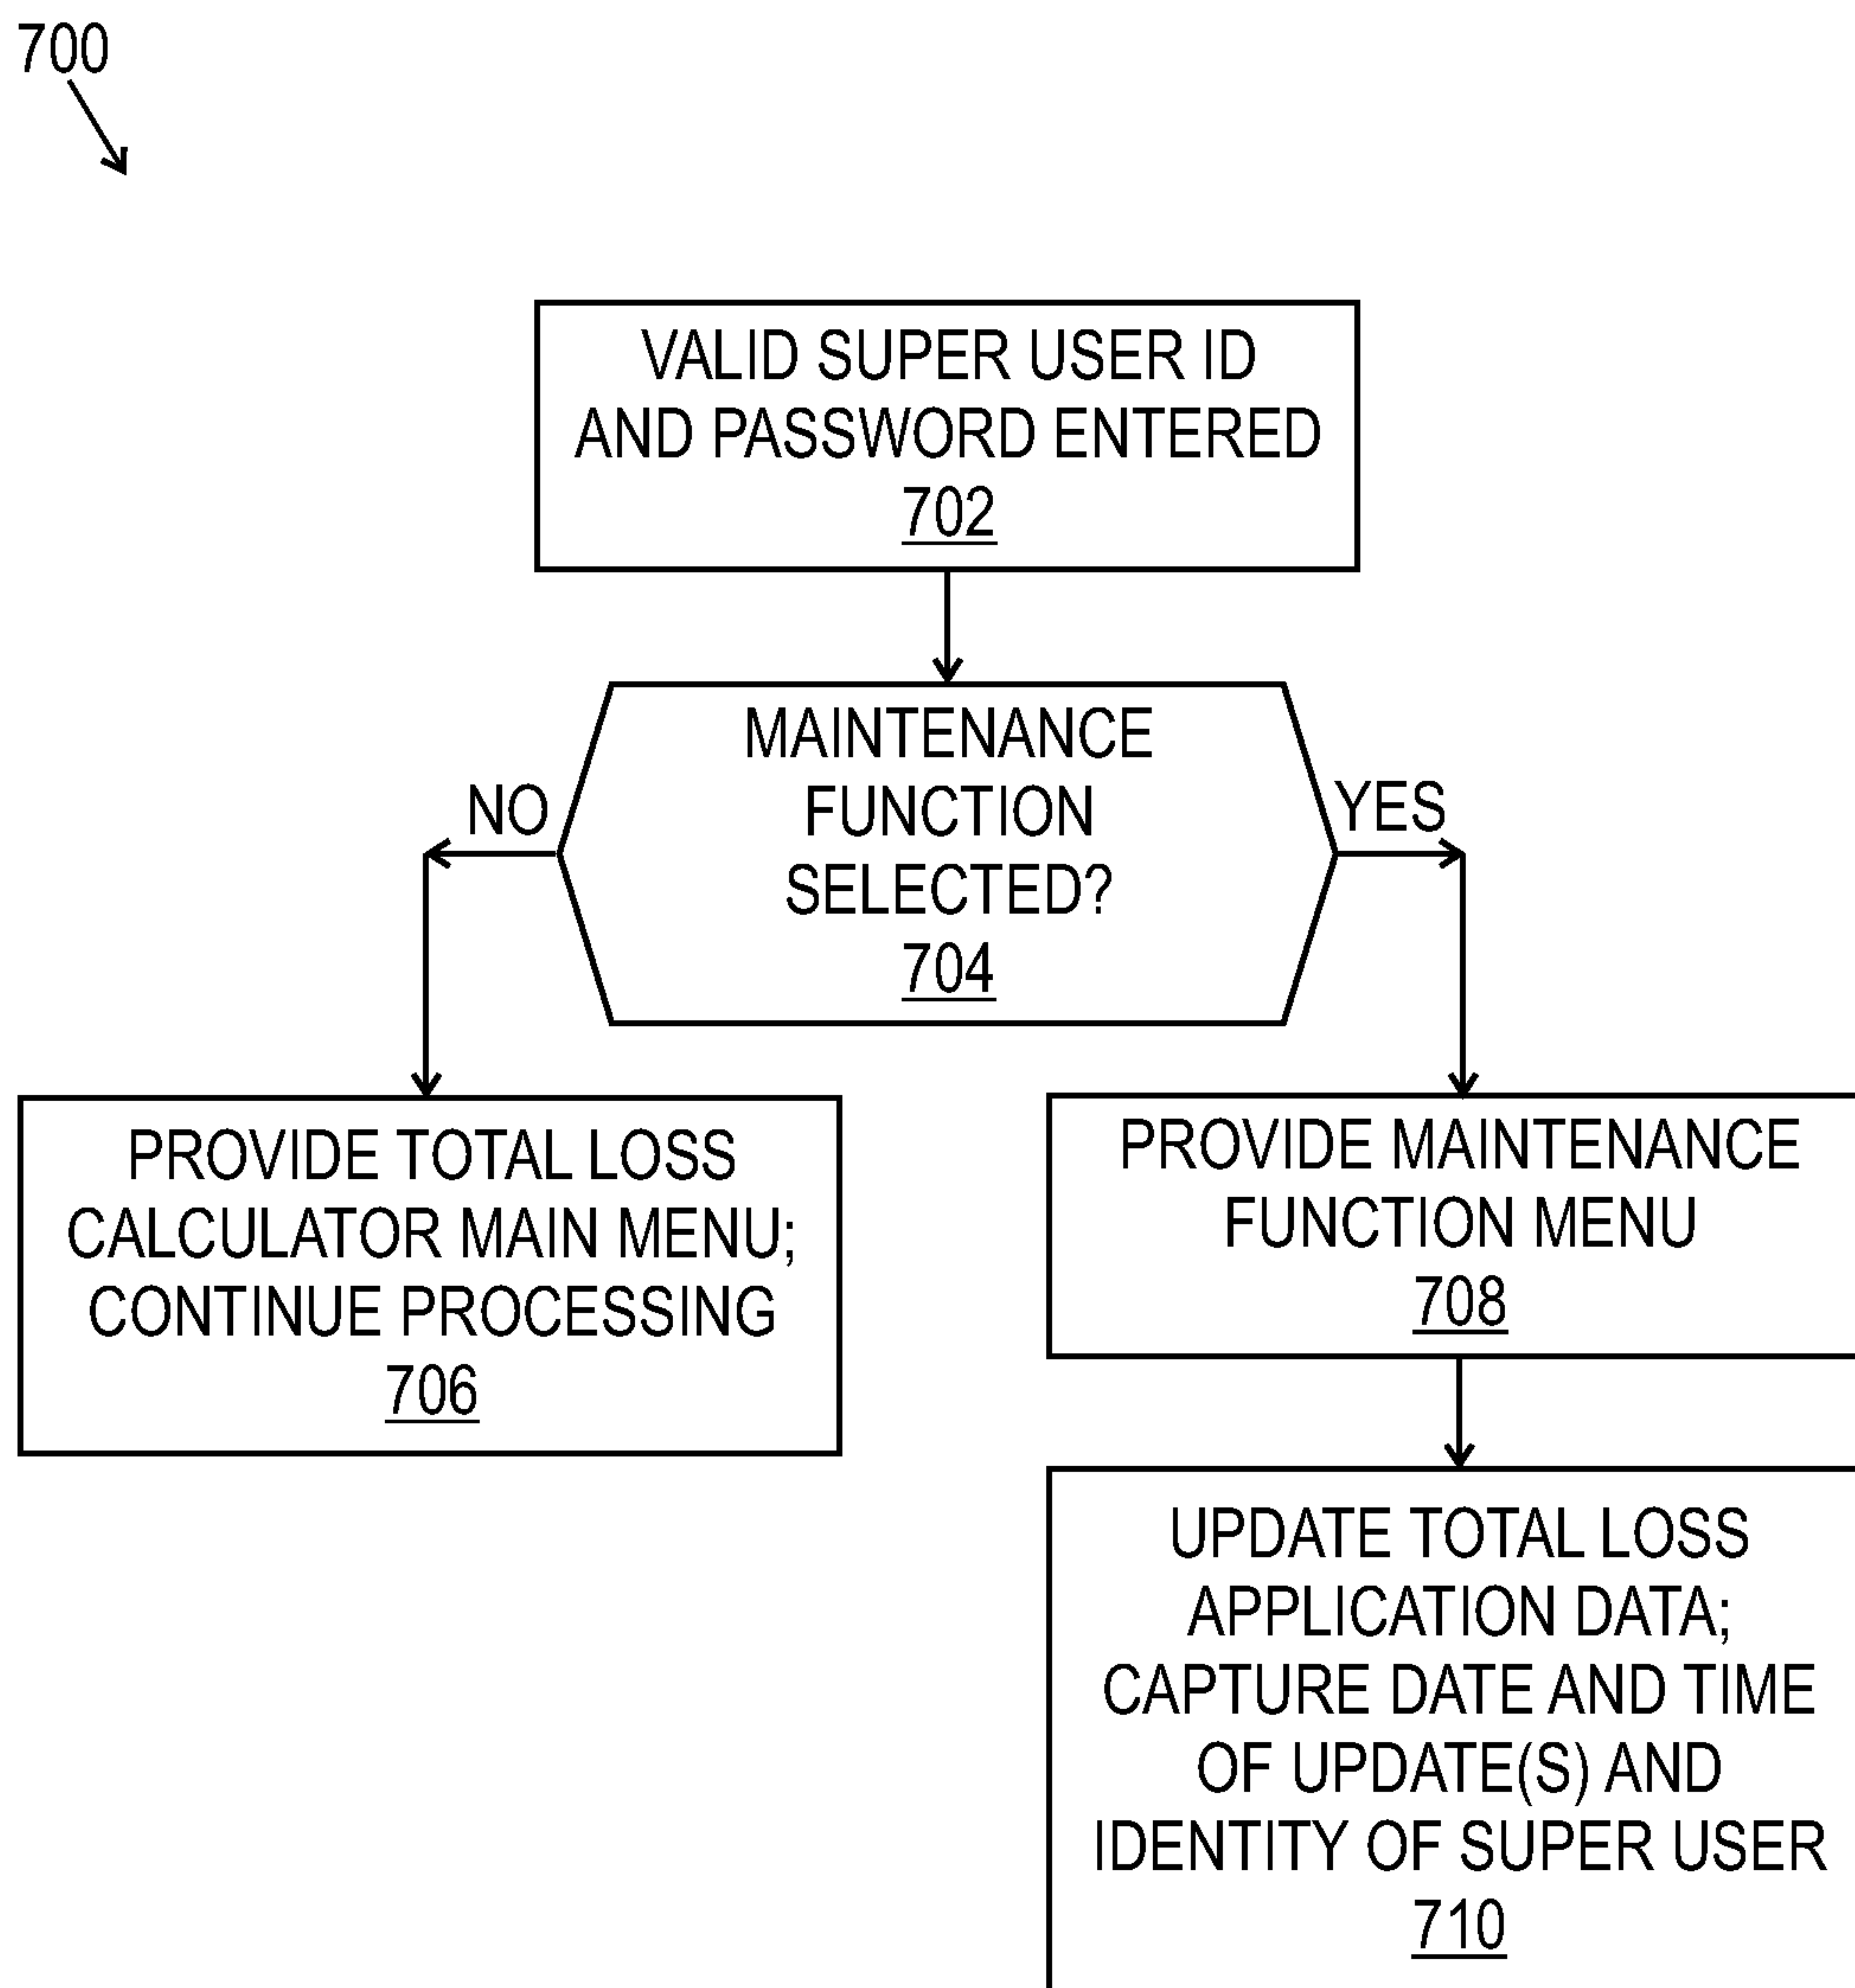 700
VALID SUPER USER ID
AND PASSWORD ENTERED
702
MAINTENANCE
FUNCTION
SELECTED?
704
NO
YES
PROVIDE TOTAL LOSS
CALCULATOR MAIN MENU;
CONTINUE PROCESSING
706
PROVIDE MAINTENANCE
FUNCTION MENU
708
UPDATE TOTAL LOSS
APPLICATION DATA;
CAPTURE DATE AND TIME
OF UPDATE(S) AND
IDENTITY OF SUPER USER
710